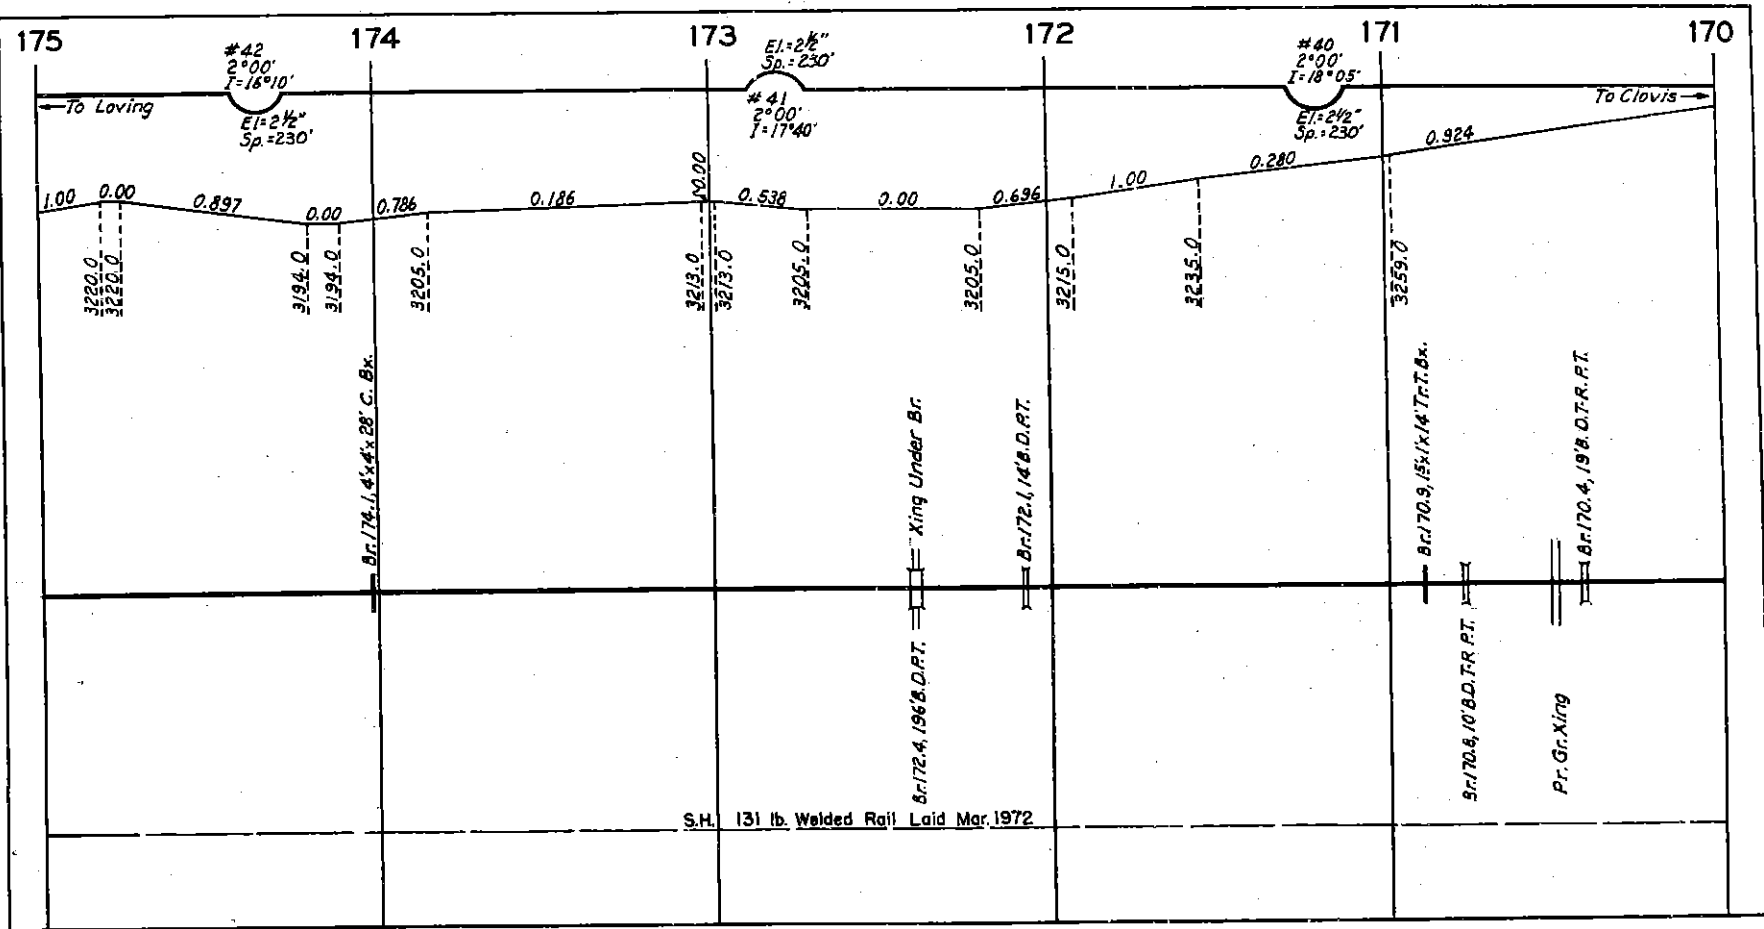 175
174
173
172
171
170
#42
2°00'
I=16°10'
El=2½"
Sp.=230'
El.=2½"
Sp.=230'
#41
2°00'
I=17°40'
#40
2°00'
I=18°05'
El.=2½"
Sp.=230'
To Loving
To Clovis
1.00
0.00
0.897
0.00
0.786
0.186
0.00
0.538
0.00
0.696
1.00
0.280
0.924
3220.0
3220.0
3194.0
3194.0
3205.0
3213.0
3213.0
3205.0
3205.0
3215.0
3235.0
3259.0
Br.174.1, 4'x4'x28' C. Bx.
Xing Under Br.
Br.172.1, 14'B.D.P.T.
Br.170.9, 15"x1'x14' Tr.T.Bx.
Br.170.4, 19'B.D.T-R.P.T.
Br.172.4, 196'B.D.P.T.
Br.170.8, 10'B.D.T-R P.T.
Pr. Gr. Xing
S.H. 131 lb. Welded Rail Laid Mar. 1972